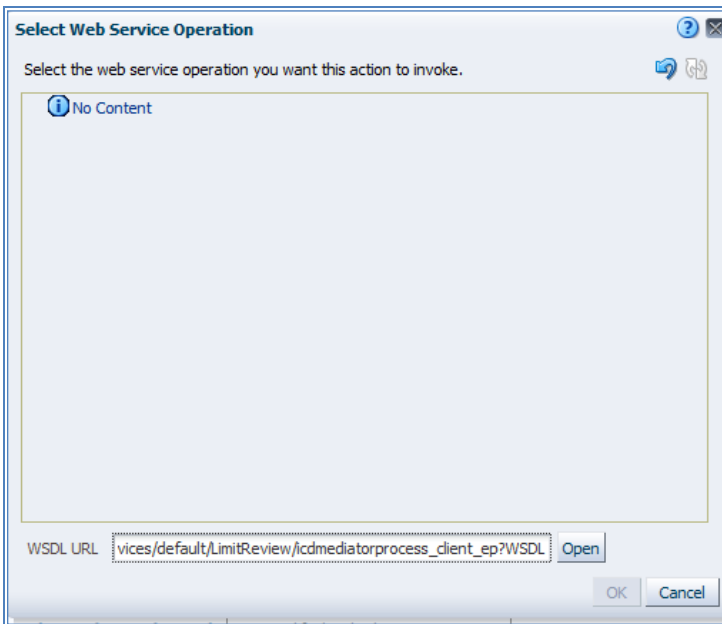 Select Web Service Operation
Select the web service operation you want this action to invoke.
No Content
WSDL URL vices/default/LimitReview/icdmediatorprocess_client_ep?WSDL Open
OK Cancel